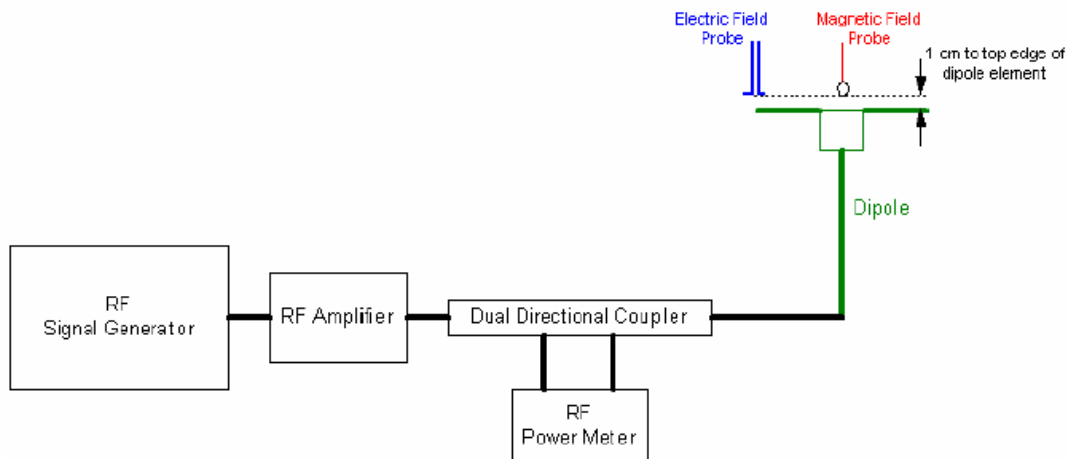 Electric Field
Probe
Magnetic Field
Probe
1 cm to top edge of
dipole element
Dipole
RF
Signal Generator
RF Amplifier
Dual Directional Coupler
RF
Power Meter